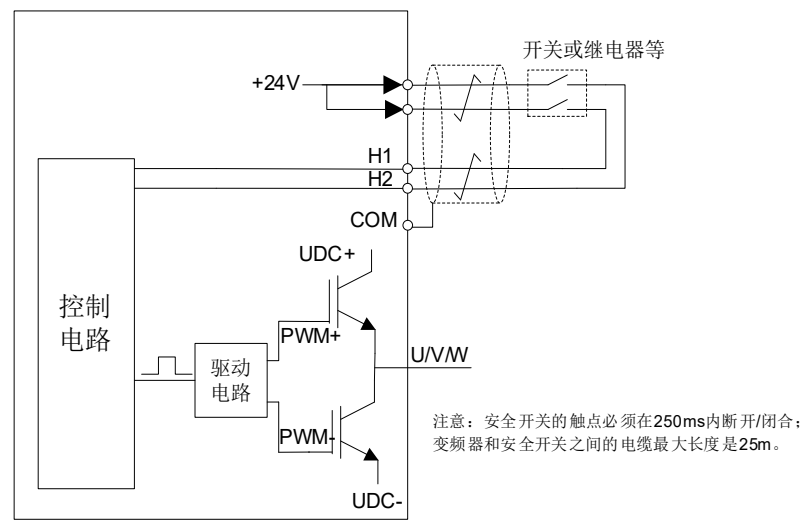 开关或继电器等
+24V
H1
H2
COM
UDC+
控制
电路
PWM+
驱动
电路
U/V/W
PWM-
UDC-
注意：安全开关的触点必须在250ms内断开/闭合；
变频器和安全开关之间的电缆最大长度是25m。